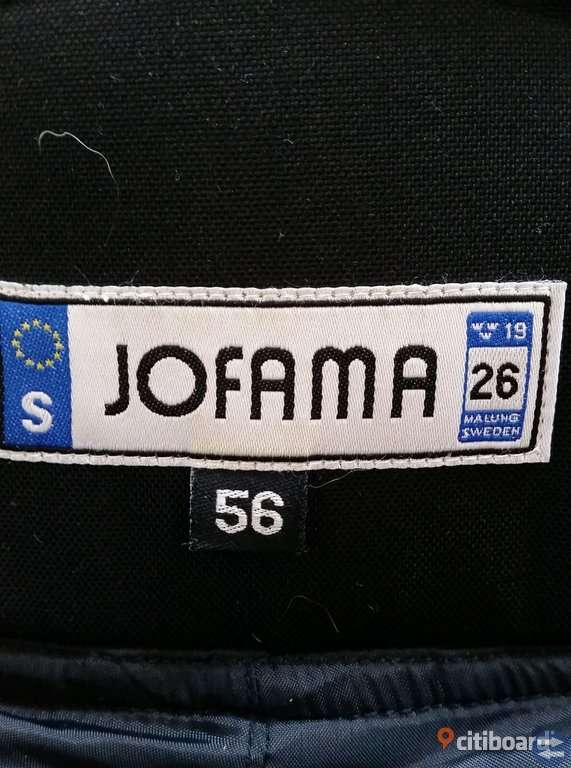 S
JOFAMA
19
26
MALUNG
SWEDEN
56
citiboard